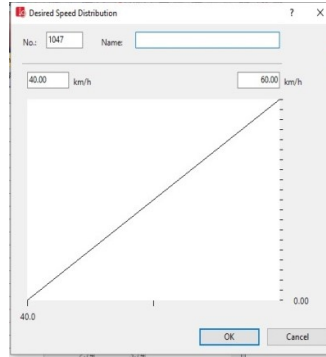 Desired Speed Distribution ? X
No.: 1047 Name:
40.00 km/h 60.00 km/h
0.00
40.0
OK Cancel